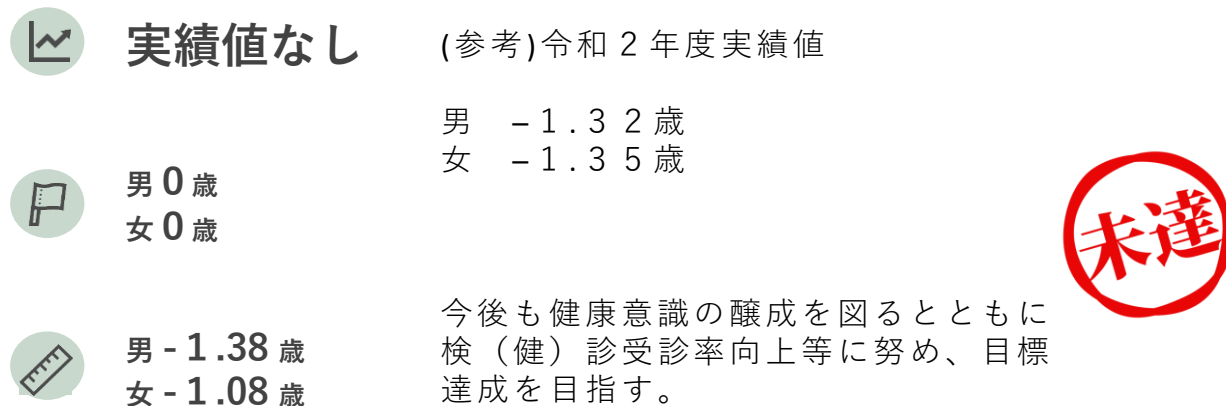 実績値なし
(参考)令和２年度実績値
男　−１.３２歳
女　−１.３５歳
男０歳
女０歳
未達
男-１.38歳
女-１.08歳
今後も健康意識の醸成を図るとともに
検（健）診受診率向上等に努め、目標
達成を目指す。